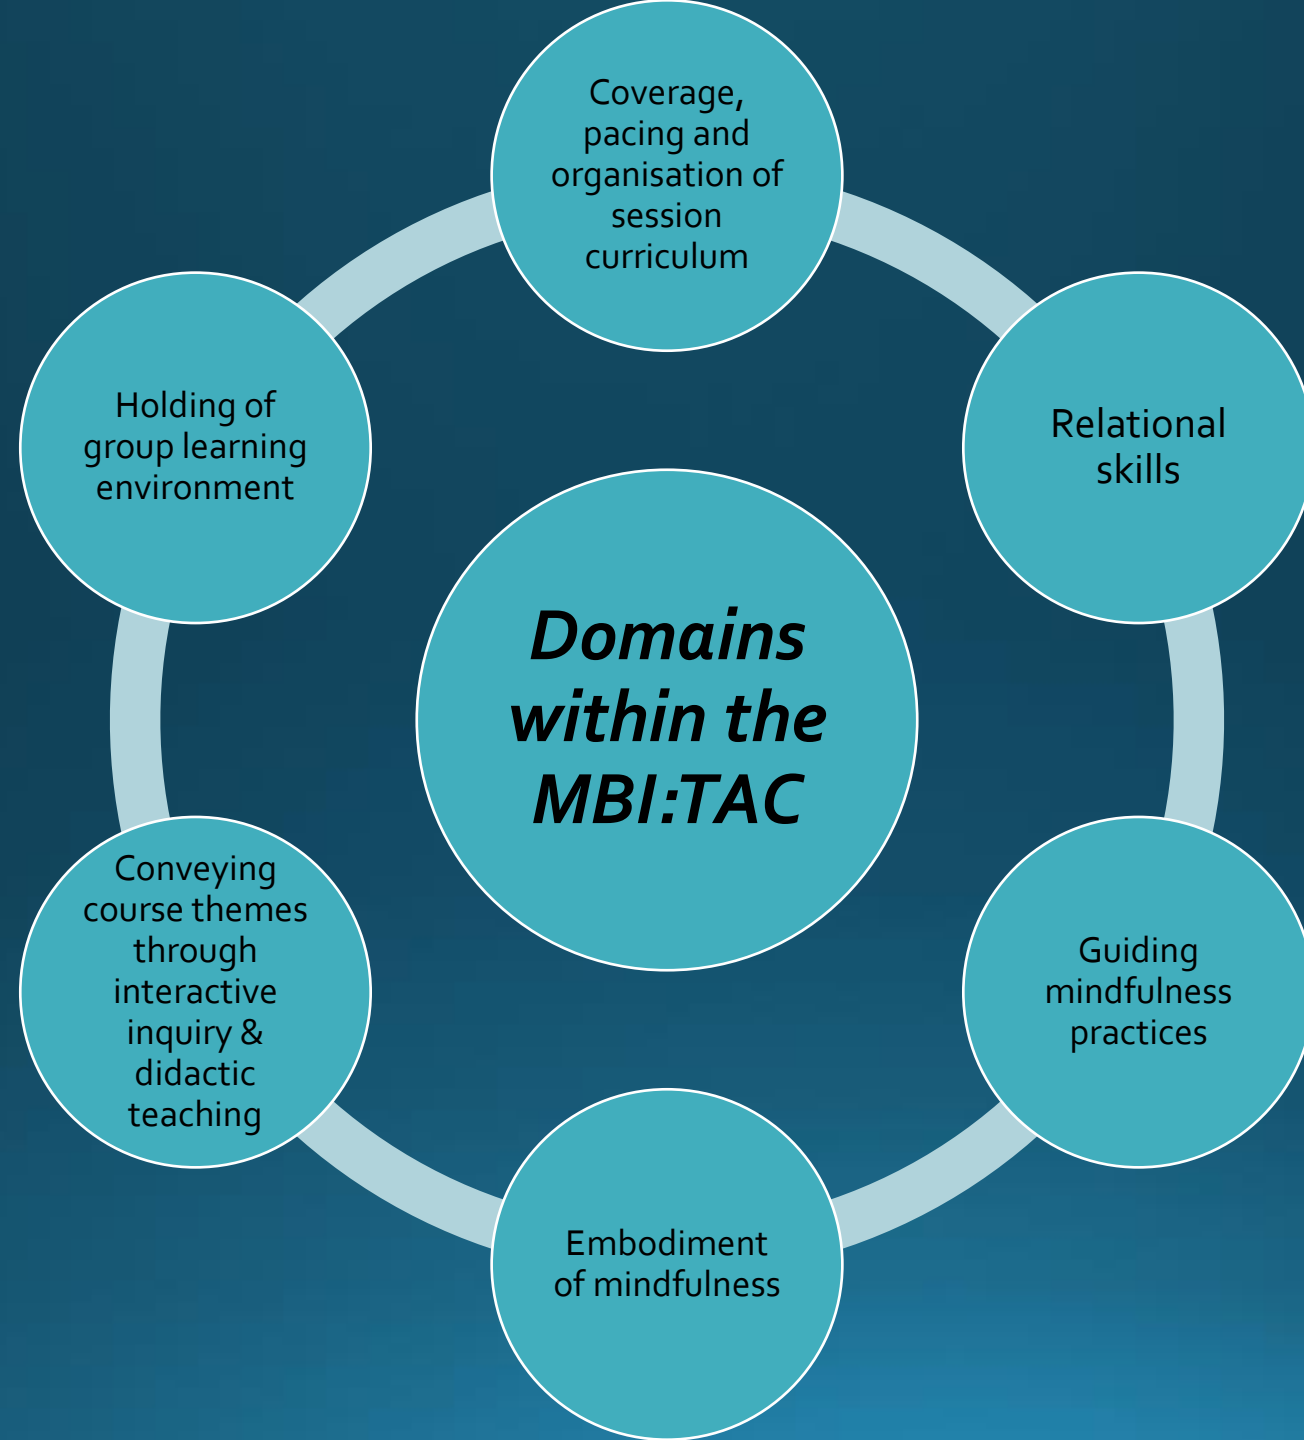 Coverage,
pacing and
organisation of
session
curriculum
Relational
skills
Guiding
mindfulness
practices
Embodiment
of mindfulness
Conveying
course themes
through
interactive
inquiry &
didactic
teaching
Holding of
group learning
environment
Domains
within the
MBI:TAC